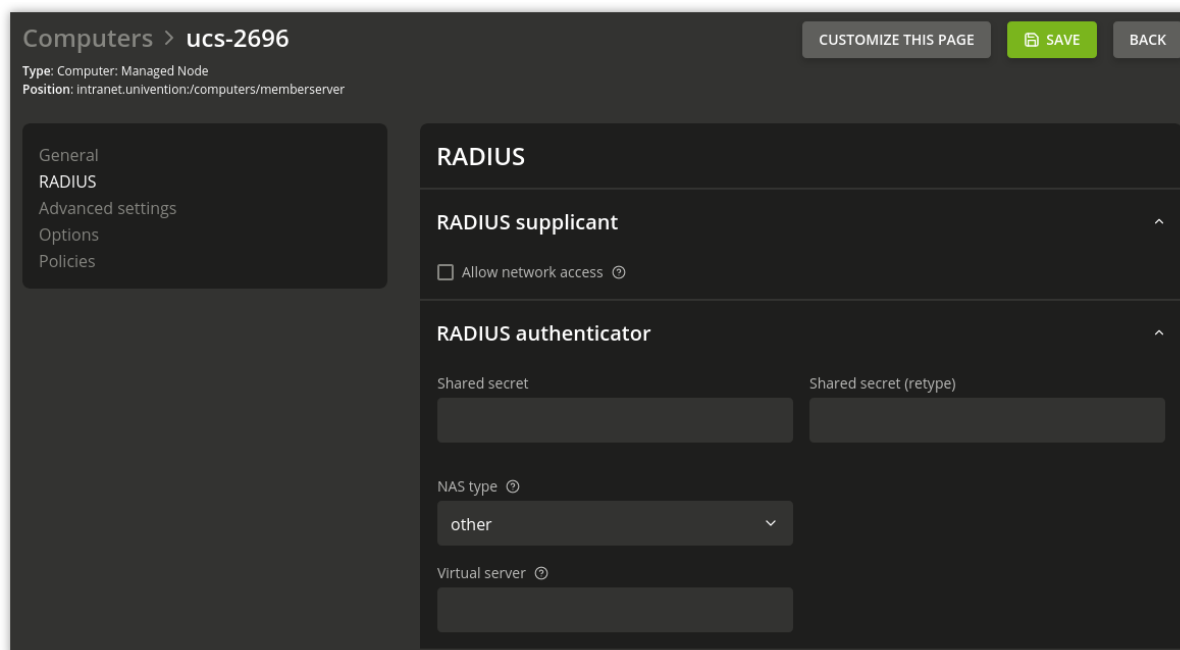 Computers > ucs-2696
CUSTOMIZE THIS PAGE
SAVE
BACK
Type: Computer: Managed Node
Position: intranet.univention:/computers/memberserver
General
RADIUS
Advanced settings
Options
Policies
RADIUS
RADIUS supplicant
Allow network access
RADIUS authenticator
Shared secret
Shared secret (retype)
NAS type
other
Virtual server